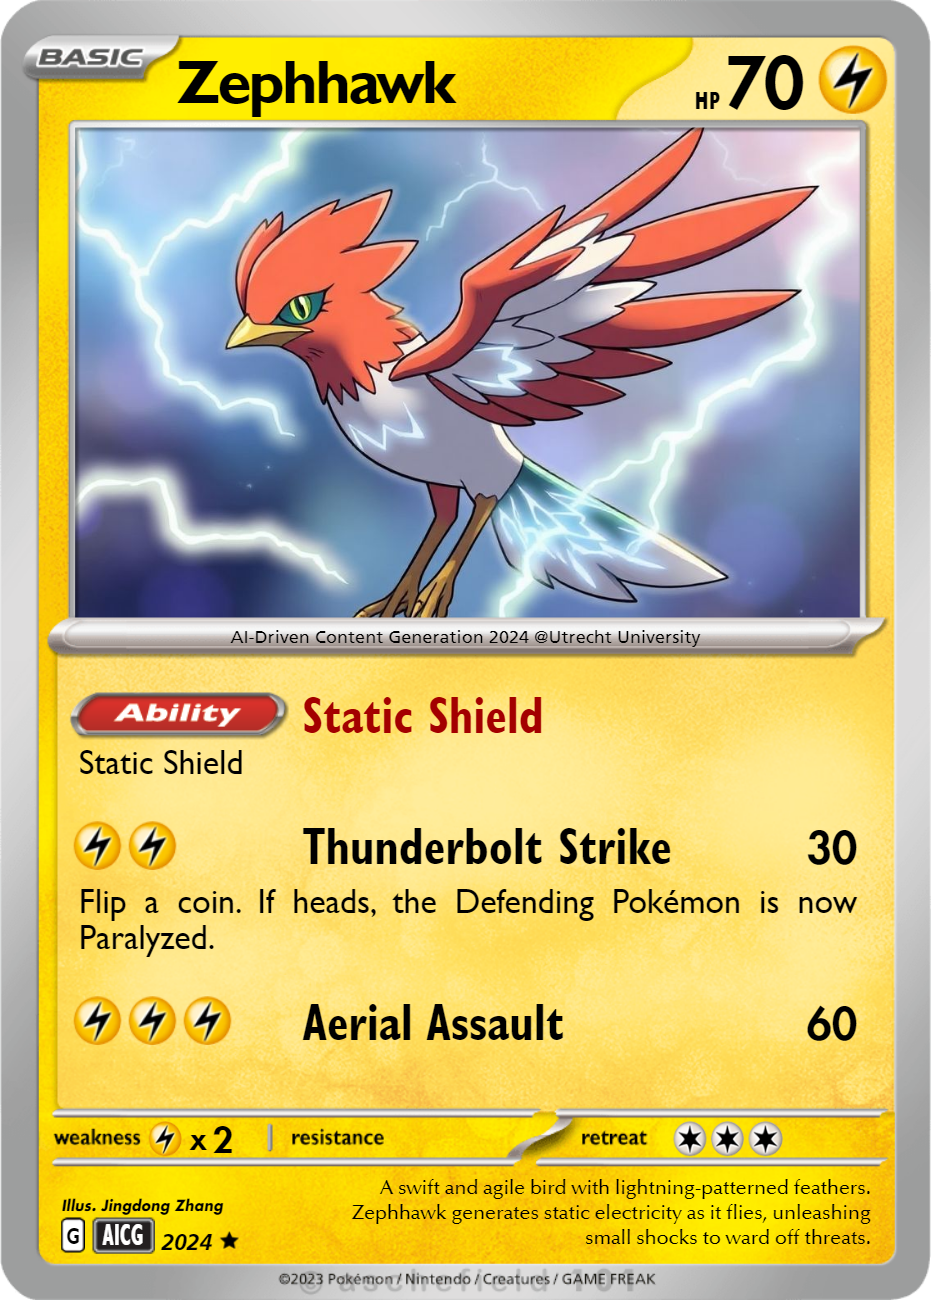 BASIC
Zephhawk
HP 70
AI-Driven Content Generation 2024 @Utrecht University
Ability Static Shield
Static Shield
Thunderbolt Strike 30
Flip a coin. If heads, the Defending Pokémon is now
Paralyzed.
Aerial Assault 60
weakness x 2 resistance retreat
A swift and agile bird with lightning-patterned feathers.
Zephhawk generates static electricity as it flies, unleashing
small shocks to ward off threats.
Illus. Jingdong Zhang
G AICG 2024 ★
©2023 Pokémon / Nintendo / Creatures / GAME FREAK